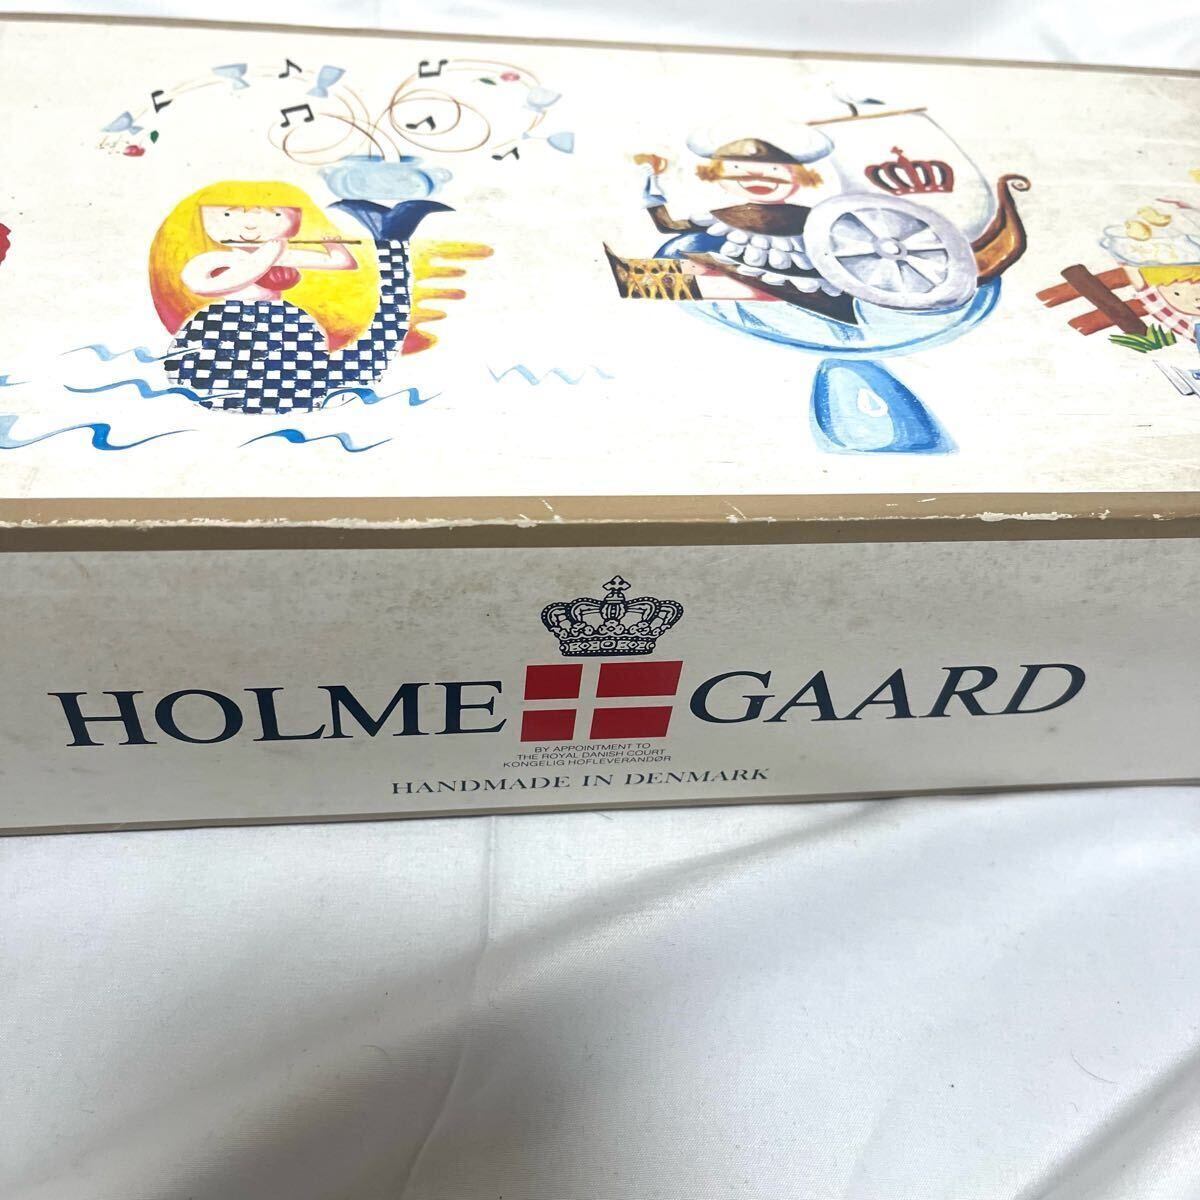 HOLME GAARD
BY APPOINTMENT TO
THE ROYAL DANISH COURT
KONGELIG HOFLEVERANDØR
HANDMADE IN DENMARK